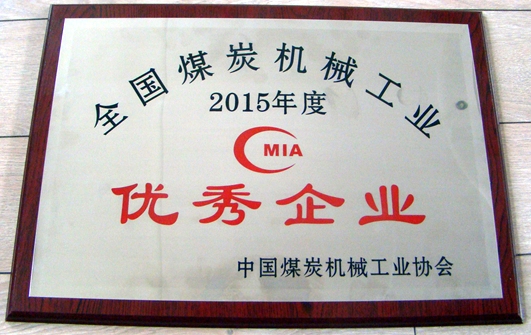 全国煤炭机械工业
2015年度
CMIA
优秀企业
中国煤炭机械工业协会